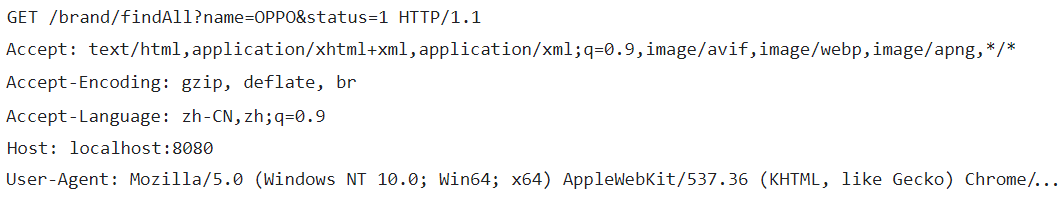 GET /brand/findAll?name=OPPO&status=1 HTTP/1.1
Accept: text/html,application/xhtml+xml,application/xml;q=0.9,image/avif,image/webp,image/apng,*/*
Accept-Encoding: gzip, deflate, br
Accept-Language: zh-CN,zh;q=0.9
Host: localhost:8080
User-Agent: Mozilla/5.0 (Windows NT 10.0; Win64; x64) AppleWebKit/537.36 (KHTML, like Gecko) Chrome/...